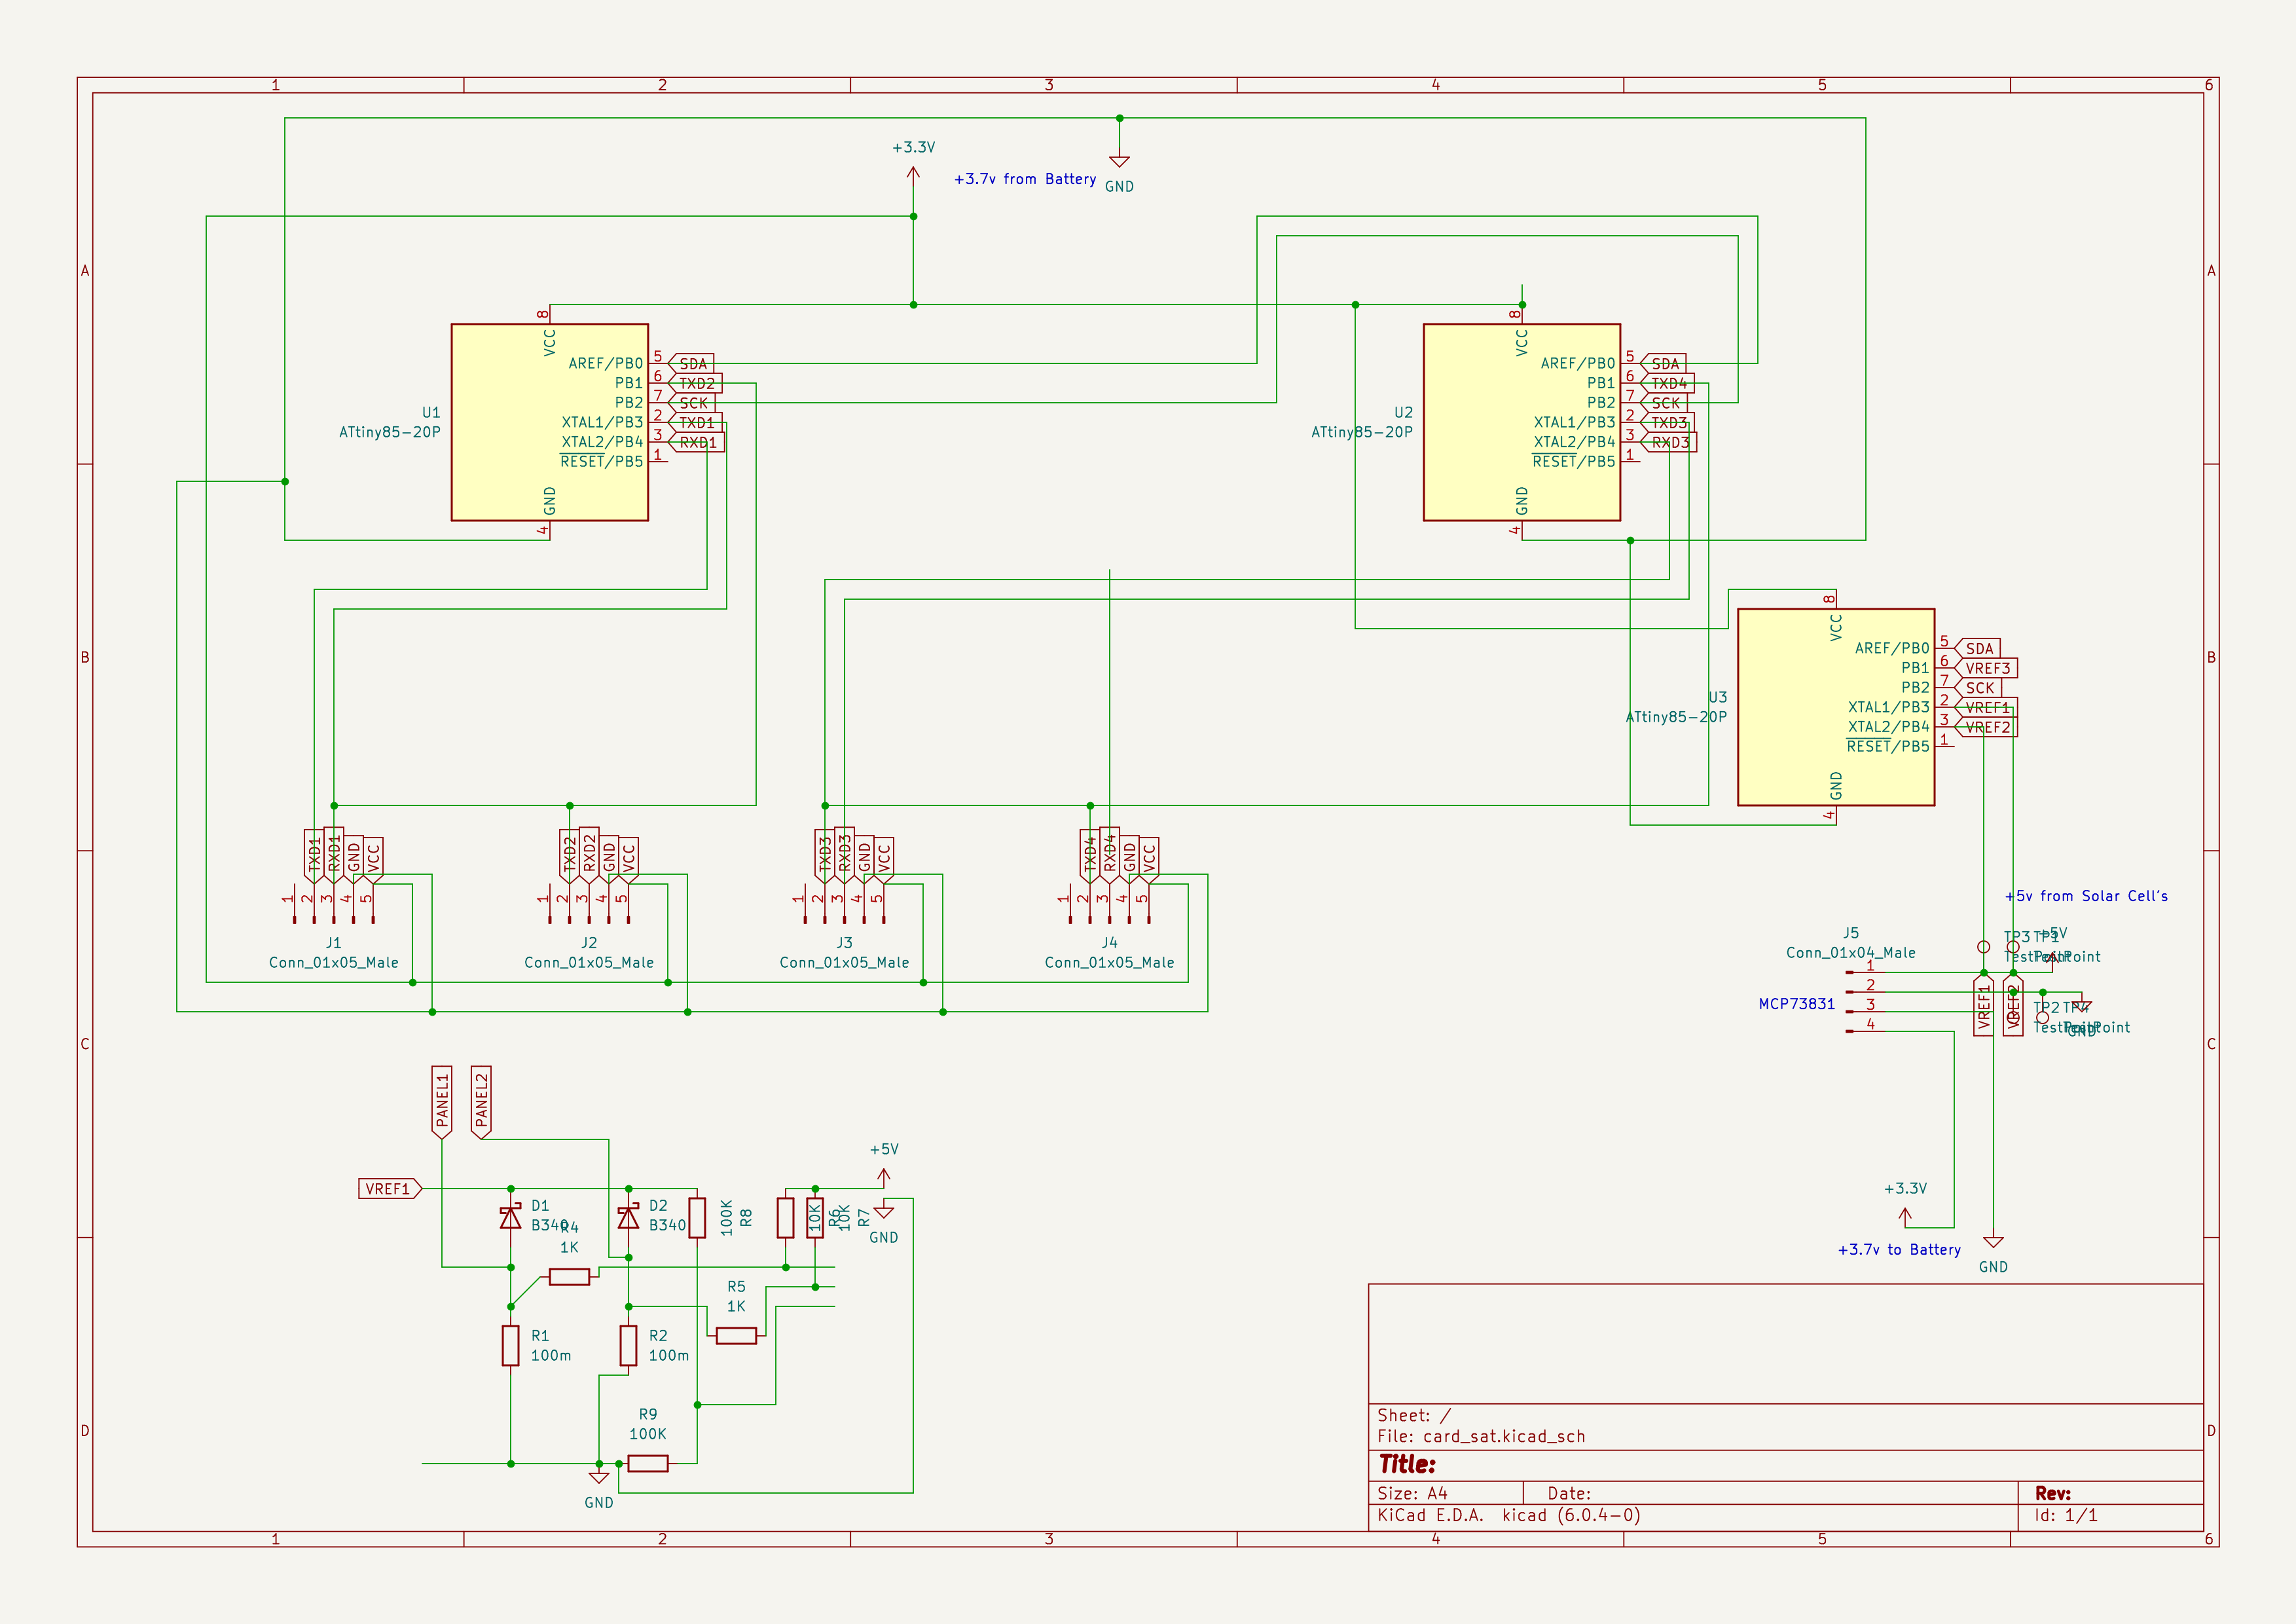 1 2 3 4 5 6
+3.3V
+3.7v from Battery
GND
A A
8 VCC
AREF/PB0 5 SDA
PB1 6 TXD2
PB2 7 SCK
XTAL1/PB3 2 TXD1
XTAL2/PB4 3 RXD1
RESET/PB5 1
GND 4
U1
ATtiny85-20P
8 VCC
AREF/PB0 5 SDA
PB1 6 TXD4
PB2 7 SCK
XTAL1/PB3 2 TXD3
XTAL2/PB4 3 RXD3
RESET/PB5 1
GND 4
U2
ATtiny85-20P
B B
8 VCC
AREF/PB0 5 SDA
PB1 6 VREF3
PB2 7 SCK
XTAL1/PB3 2 VREF1
XTAL2/PB4 3 VREF2
RESET/PB5 1
GND 4
U3
ATtiny85-20P
TXD1 RXD1 GND VCC
1 2 3 4 5
J1
Conn_01x05_Male
TXD2 RXD2 GND VCC
1 2 3 4 5
J2
Conn_01x05_Male
TXD3 RXD3 GND VCC
1 2 3 4 5
J3
Conn_01x05_Male
TXD4 RXD4 GND VCC
1 2 3 4 5
J4
Conn_01x05_Male
+5v from Solar Cell's
J5
Conn_01x04_Male
1
2
3
4
MCP73831
TP3
TestPoint
TP1
TestPoint
+5V
VREF1
VREF2
TP2
TestPoint
TP4
TestPoint
GND
C C
PANEL1
PANEL2
VREF1
D1
B340
D2
B340
R4
1K
100K
R8
10K
R6
10K
R7
+5V
GND
R5
1K
R1
100m
R2
100m
R9
100K
GND
+3.3V
+3.7v to Battery
GND
D D
Sheet: /
File: card_sat.kicad_sch
Title:
Size: A4 Date: Rev:
KiCad E.D.A. kicad (6.0.4-0) Id: 1/1
1 2 3 4 5 6